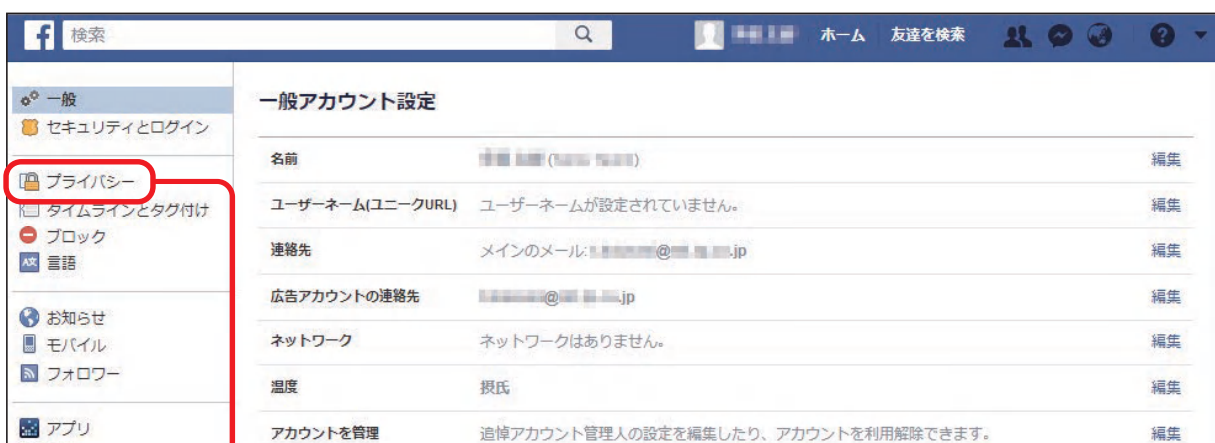 f 検索 ホーム 友達を検索
一般
セキュリティとログイン
プライバシー
タイムラインとタグ付け
ブロック
言語
お知らせ
モバイル
フォロワー
アプリ
一般アカウント設定
名前 編集
ユーザーネーム(ユニークURL) ユーザーネームが設定されていません。 編集
連絡先 メインのメール: @ .jp 編集
広告アカウントの連絡先 @ .jp 編集
ネットワーク ネットワークはありません。 編集
温度 摂氏 編集
アカウントを管理 追悼アカウント管理人の設定を編集したり、アカウントを利用解除できます。 編集